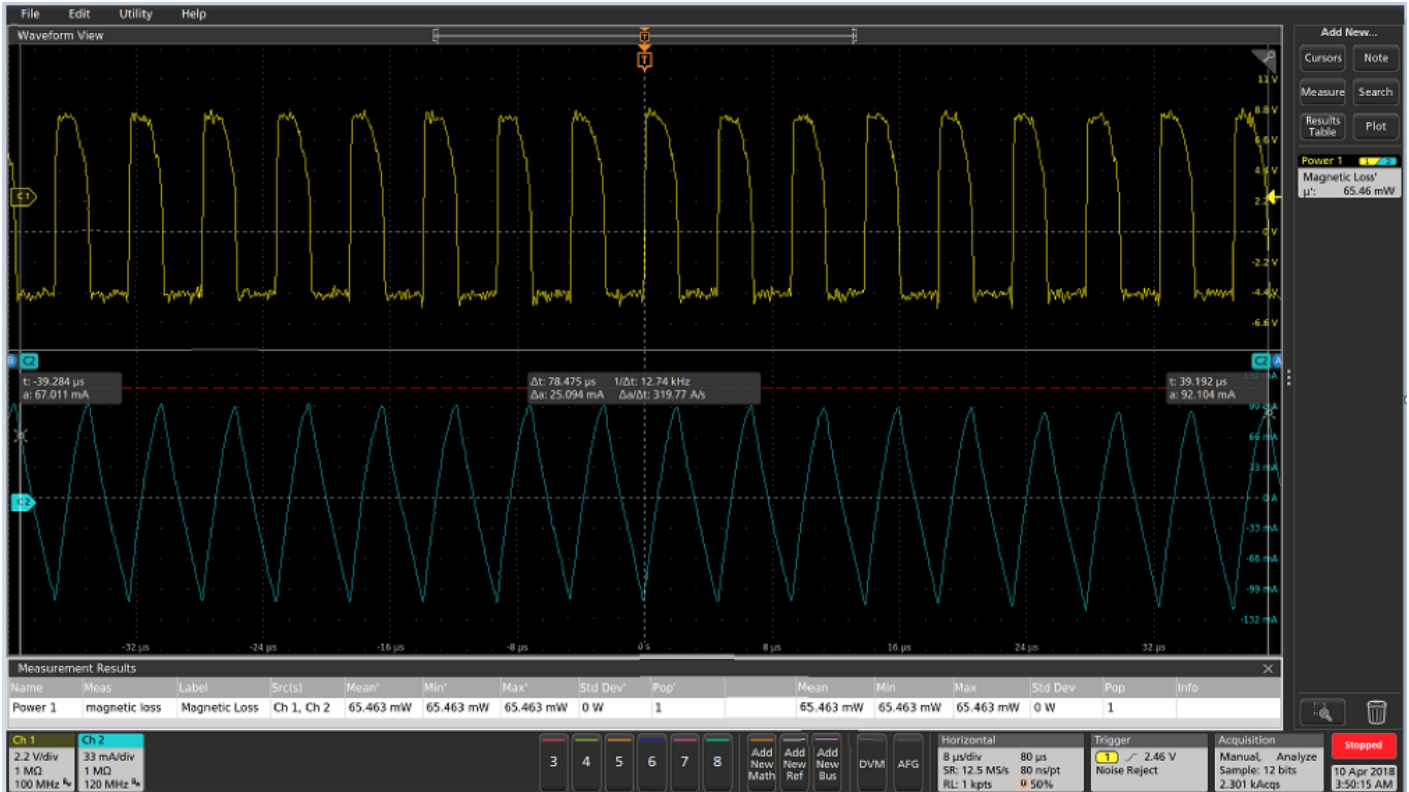 File Edit Utility Help
Waveform View
Add New...
Cursors Note
Measure Search
Results Table Plot
Power 1 1 2
Magnetic Loss'
µ': 65.46 mW
T
T
11 V
8.8 V
6.6 V
4.4 V
2.2
0 V
-2.2 V
-4.4 V
-6.6 V
C1
C2
C2 A
t: -39.284 µs
a: 67.011 mA
Δt: 78.475 µs 1/Δt: 12.74 kHz
Δa: 25.094 mA Δa/Δt: 319.77 A/s
t: 39.192 µs
a: 92.104 mA
132 mA
99 mA
66 mA
33 mA
0 A
-33 mA
-66 mA
-99 mA
-132 mA
C2
-32 µs -24 µs -16 µs -8 µs 0 s 8 µs 16 µs 24 µs 32 µs
Measurement Results
Name Meas Label Src(s) Mean' Min' Max' Std Dev' Pop' Mean Min Max Std Dev Pop Info
Power 1 magnetic loss Magnetic Loss Ch 1, Ch 2 65.463 mW 65.463 mW 65.463 mW 0 W 1 65.463 mW 65.463 mW 65.463 mW 0 W 1
Ch 1
2.2 V/div
1 MΩ
100 MHz
Ch 2
33 mA/div
1 MΩ
120 MHz
3 4 5 6 7 8
Add New Math
Add New Ref
Add New Bus
DVM
AFG
Horizontal
8 µs/div 80 µs
SR: 12.5 MS/s 80 ns/pt
RL: 1 kpts 50%
Trigger
1 2.46 V
Noise Reject
Acquisition
Manual, Analyze
Sample: 12 bits
2.301 kAcqs
Stopped
10 Apr 2018
3:50:15 AM